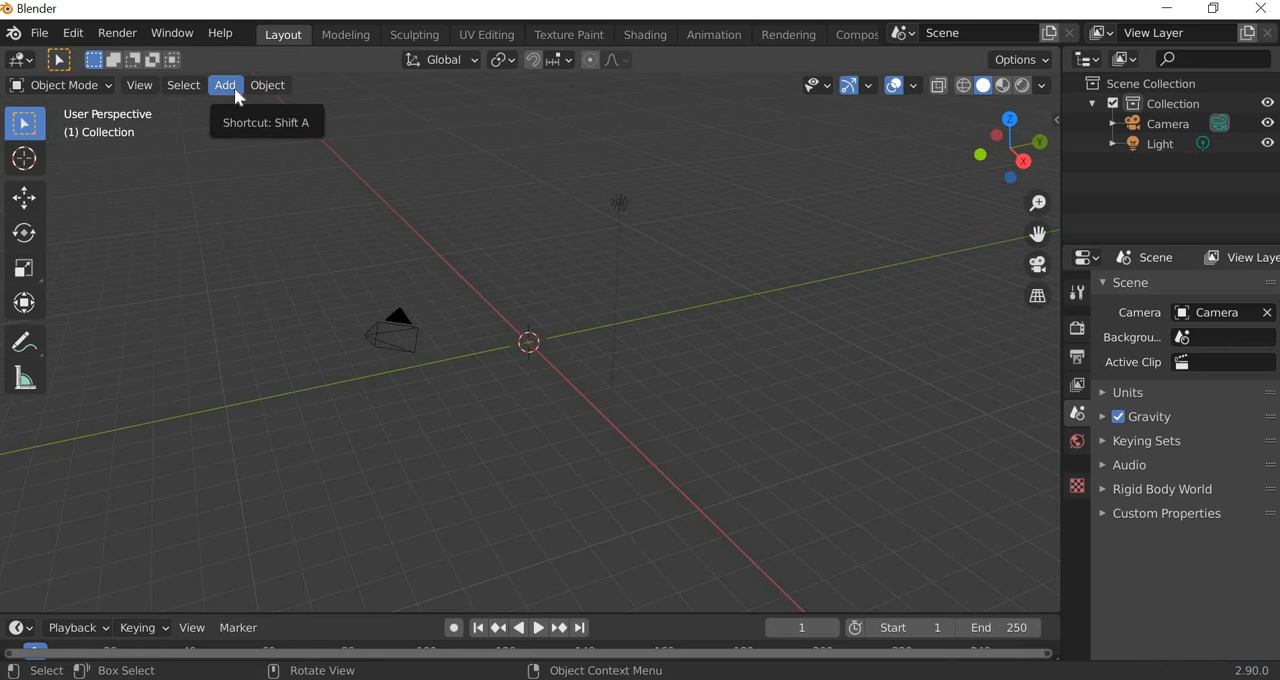 Blender
File Edit Render Window Help Layout Modeling Sculpting UV Editing Texture Paint Shading Animation Rendering Compos Scene View Layer
Global Options
Object Mode View Select Add Object
User Perspective
(1) Collection
Shortcut: Shift A
Z
Y
X
Scene Collection
Collection
Camera
Light
Scene View Laye
Scene
Camera Camera
Backgrou...
Active Clip
Units
Gravity
Keying Sets
Audio
Rigid Body World
Custom Properties
Playback Keying View Marker 1 Start 1 End 250
Select Box Select Rotate View Object Context Menu 2.90.0